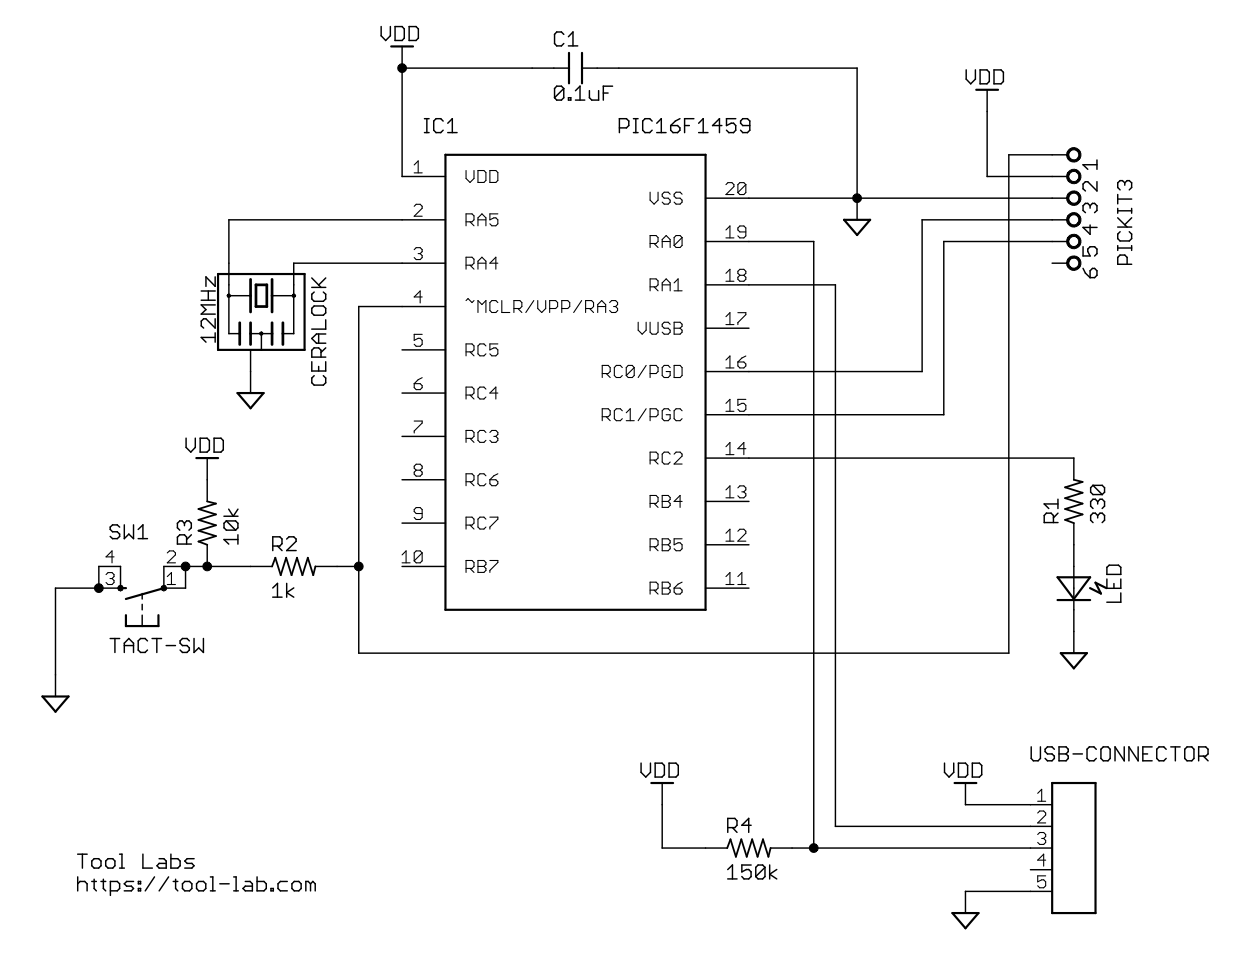 VDD
C1
0.1uF
VDD
IC1
PIC16F1459
1
VDD
2
RA5
3
RA4
4
~MCLR/VPP/RA3
5
RC5
6
RC4
7
RC3
8
RC6
9
RC7
10
RB7
VSS
20
RA0
19
RA1
18
VUSB
17
RC0/PGD
16
RC1/PGC
15
RC2
14
RB4
13
RB5
12
RB6
11
1
2
3
4
5
6
PICKIT3
12MHz
CERALOCK
VDD
R3
10k
SW1
4
3
2
1
TACT-SW
R2
1k
R1
330
LED
USB-CONNECTOR
VDD
VDD
1
2
3
4
5
R4
150k
Tool Labs
https://tool-lab.com